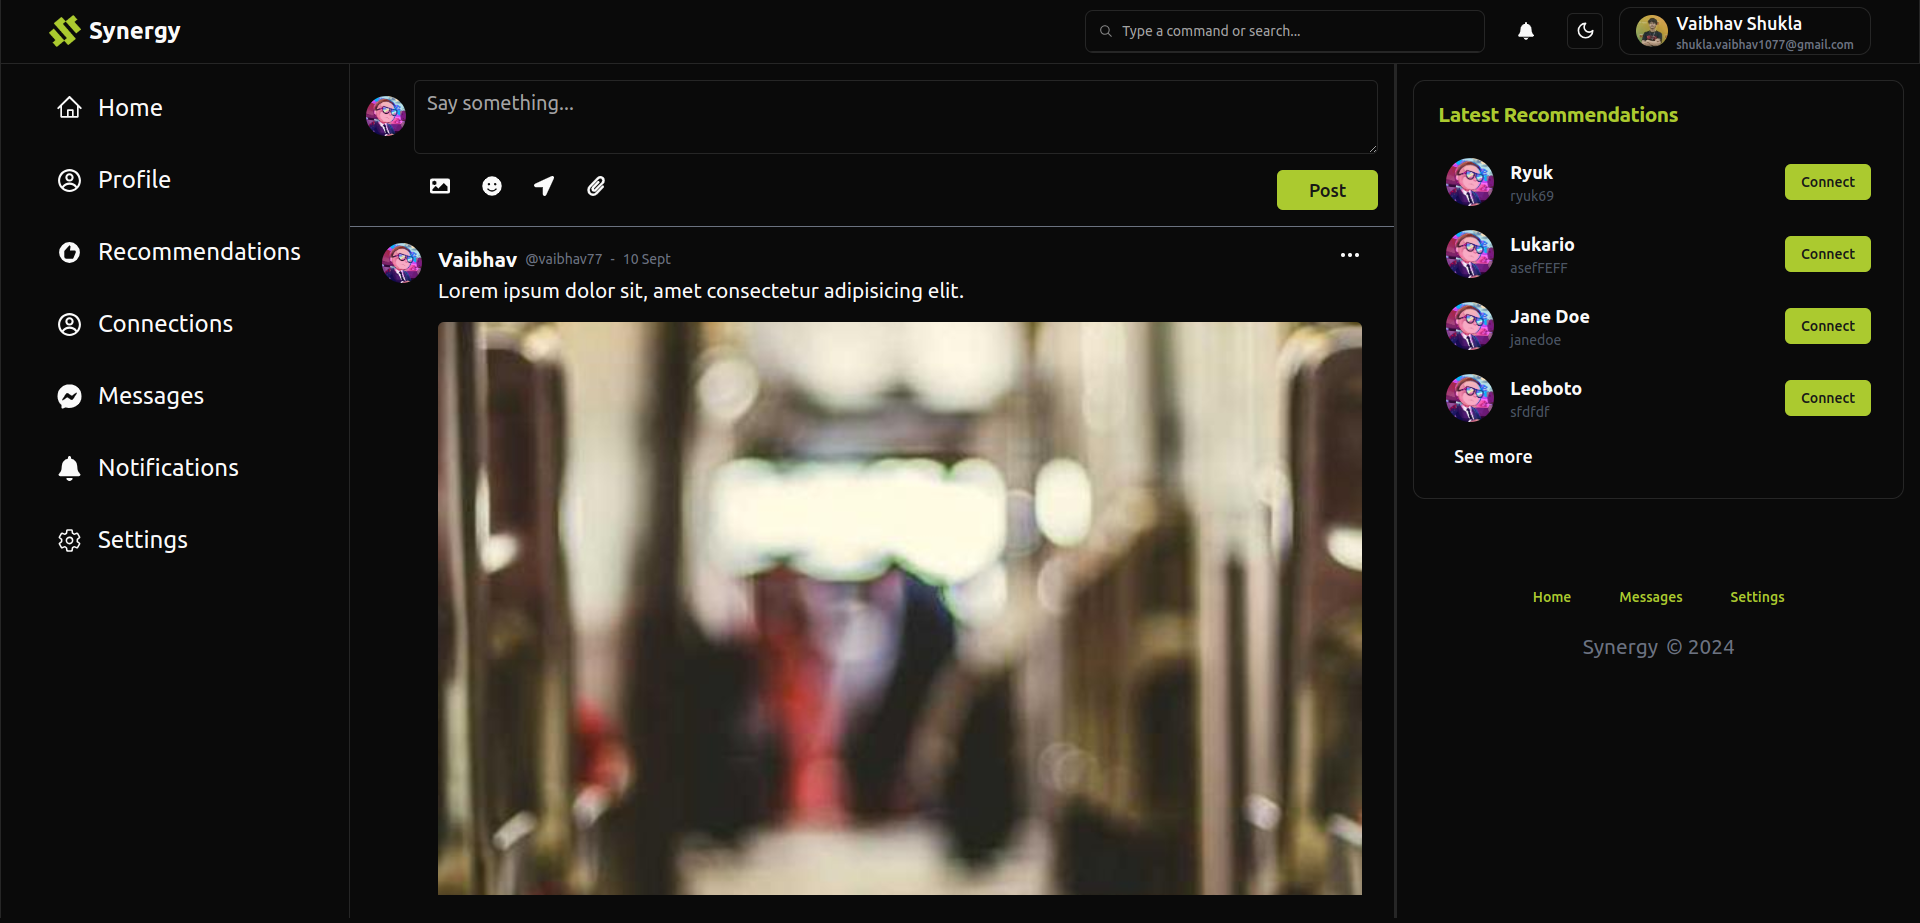 Synergy
Type a command or search...
Vaibhav Shukla
shukla.vaibhav1077@gmail.com
Home
Profile
Recommendations
Connections
Messages
Notifications
Settings
Say something...
Post
Vaibhav @vaibhav77 - 10 Sept
Lorem ipsum dolor sit, amet consectetur adipisicing elit.
Latest Recommendations
Ryuk
ryuk69
Connect
Lukario
asefFEFF
Connect
Jane Doe
janedoe
Connect
Leoboto
sfdfdf
Connect
See more
Home Messages Settings
Synergy © 2024